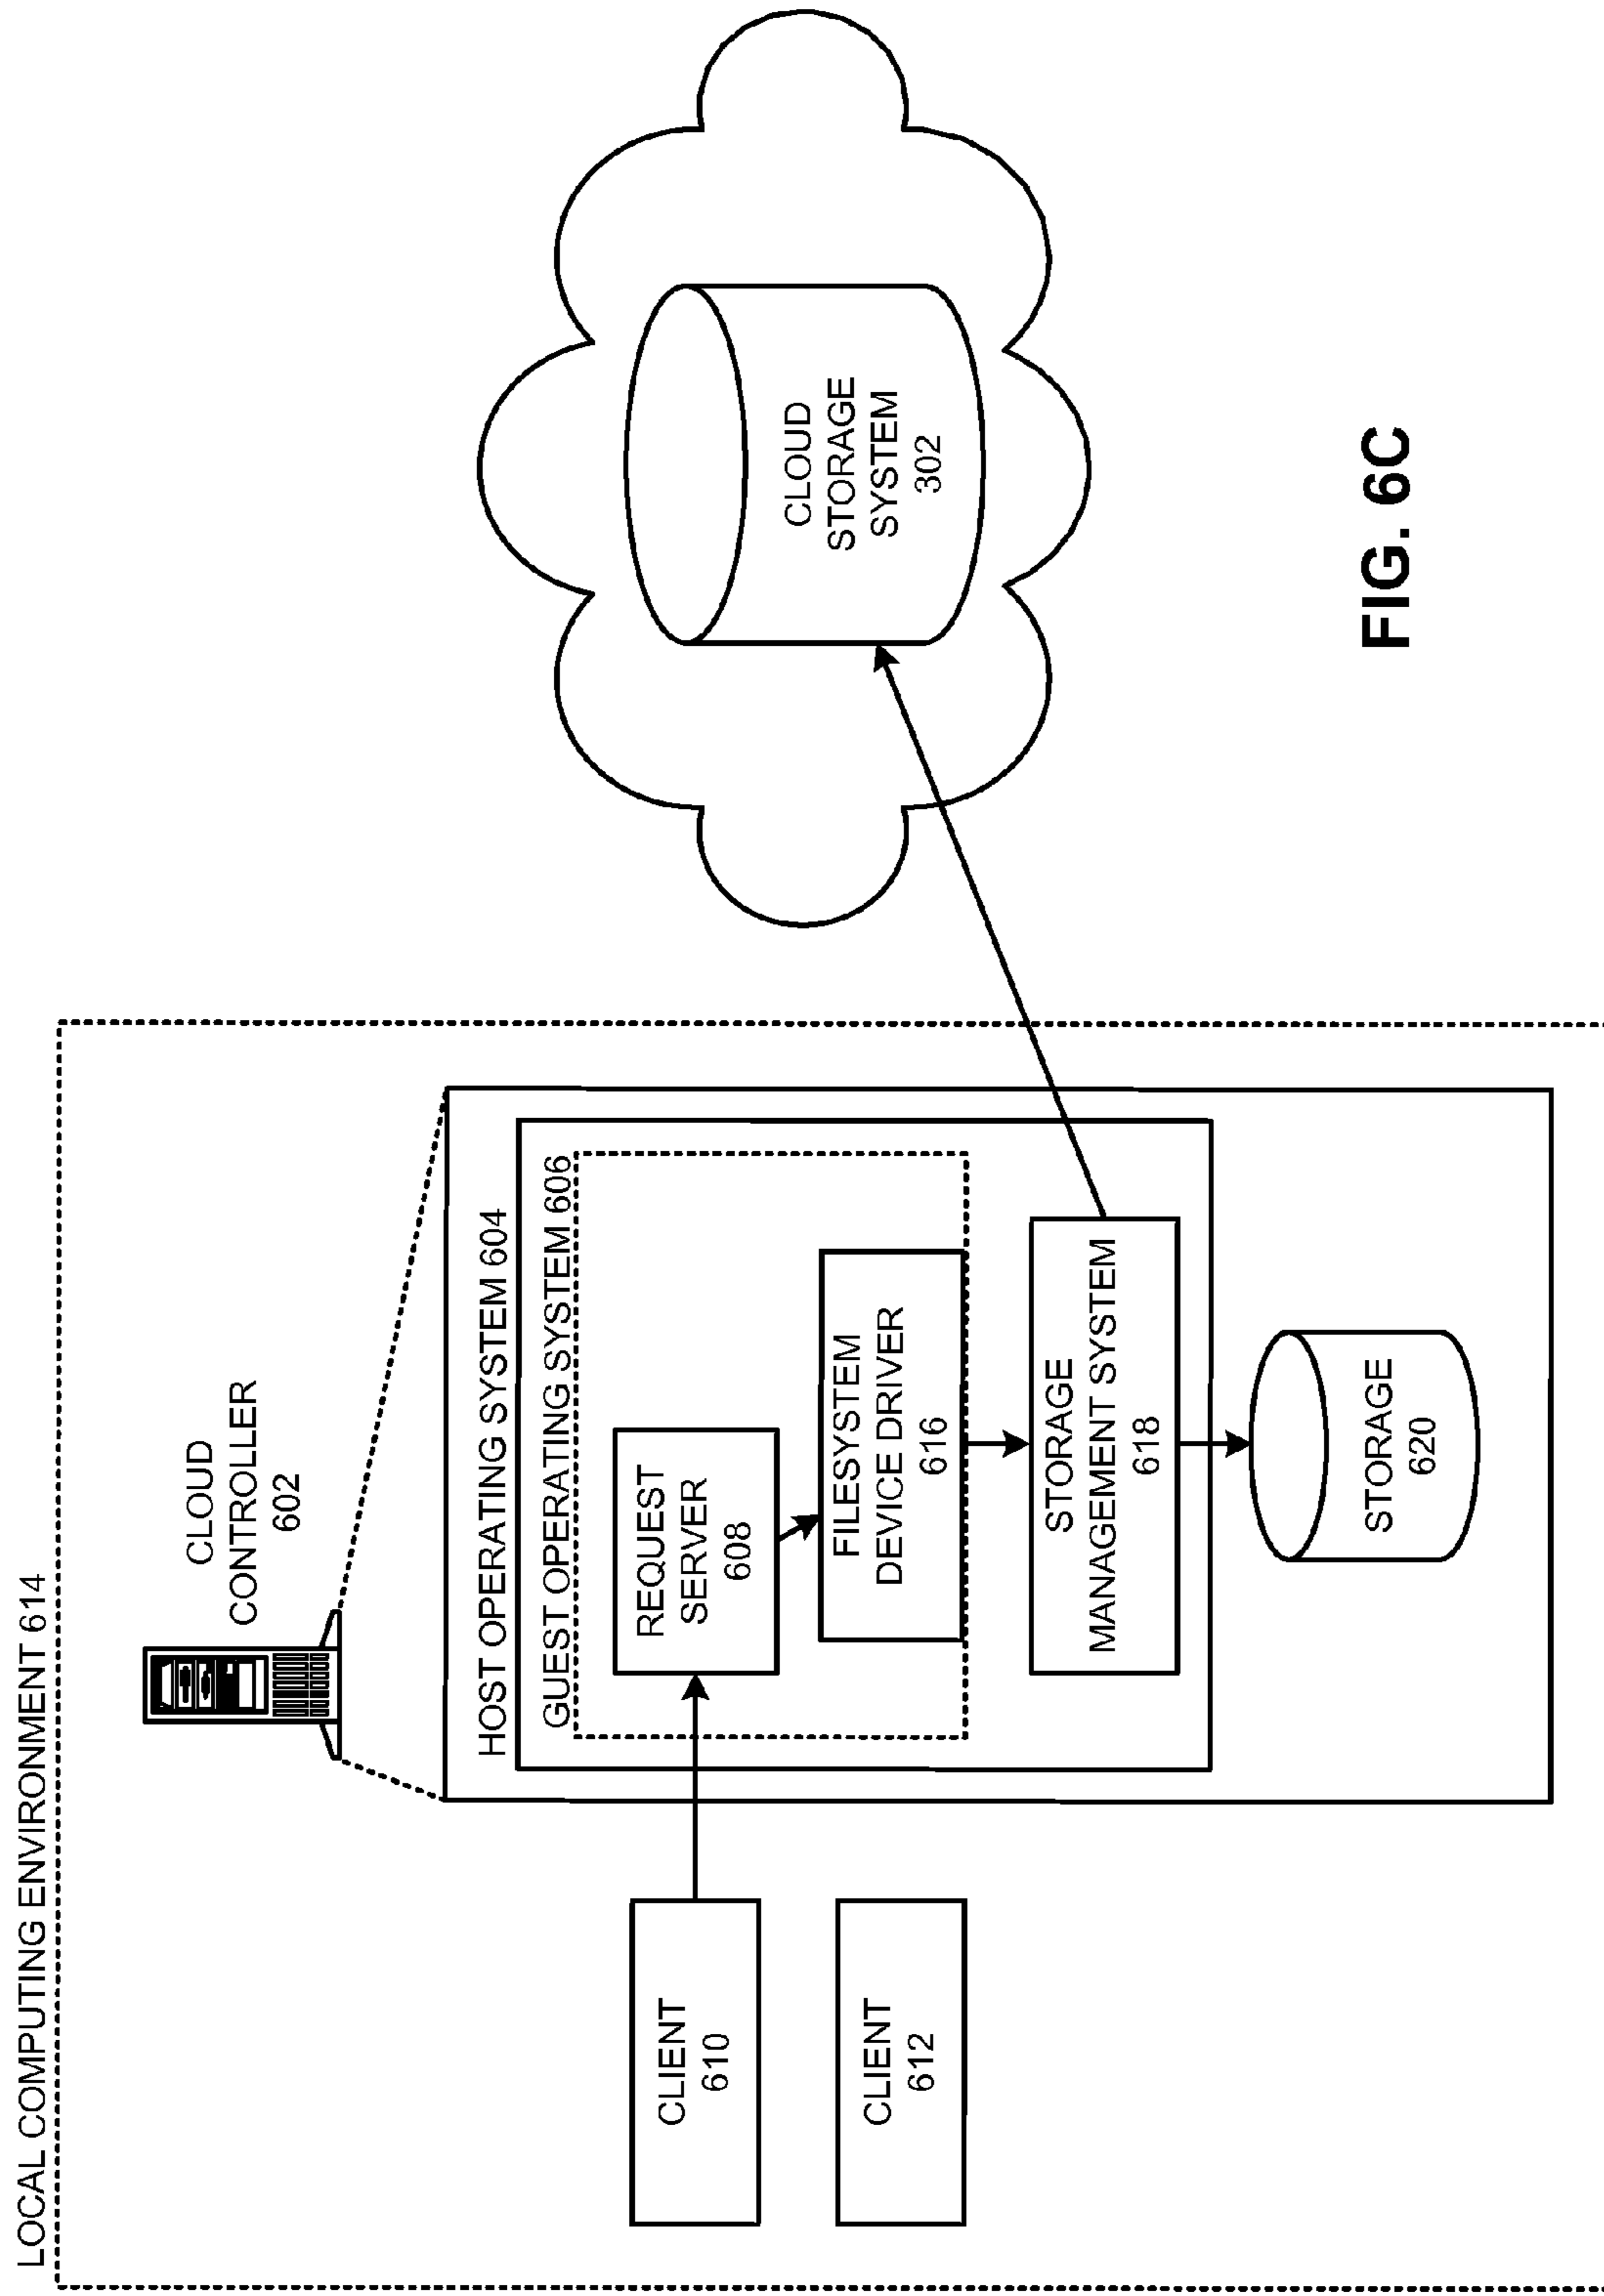 LOCAL COMPUTING ENVIRONMENT 614
CLOUD
CONTROLLER
602
HOST OPERATING SYSTEM 604
GUEST OPERATING SYSTEM 606
REQUEST
SERVER
608
FILESYSTEM
DEVICE DRIVER
616
STORAGE
MANAGEMENT SYSTEM
618
STORAGE
620
CLIENT
610
CLIENT
612
CLOUD
STORAGE
SYSTEM
302
FIG. 6C